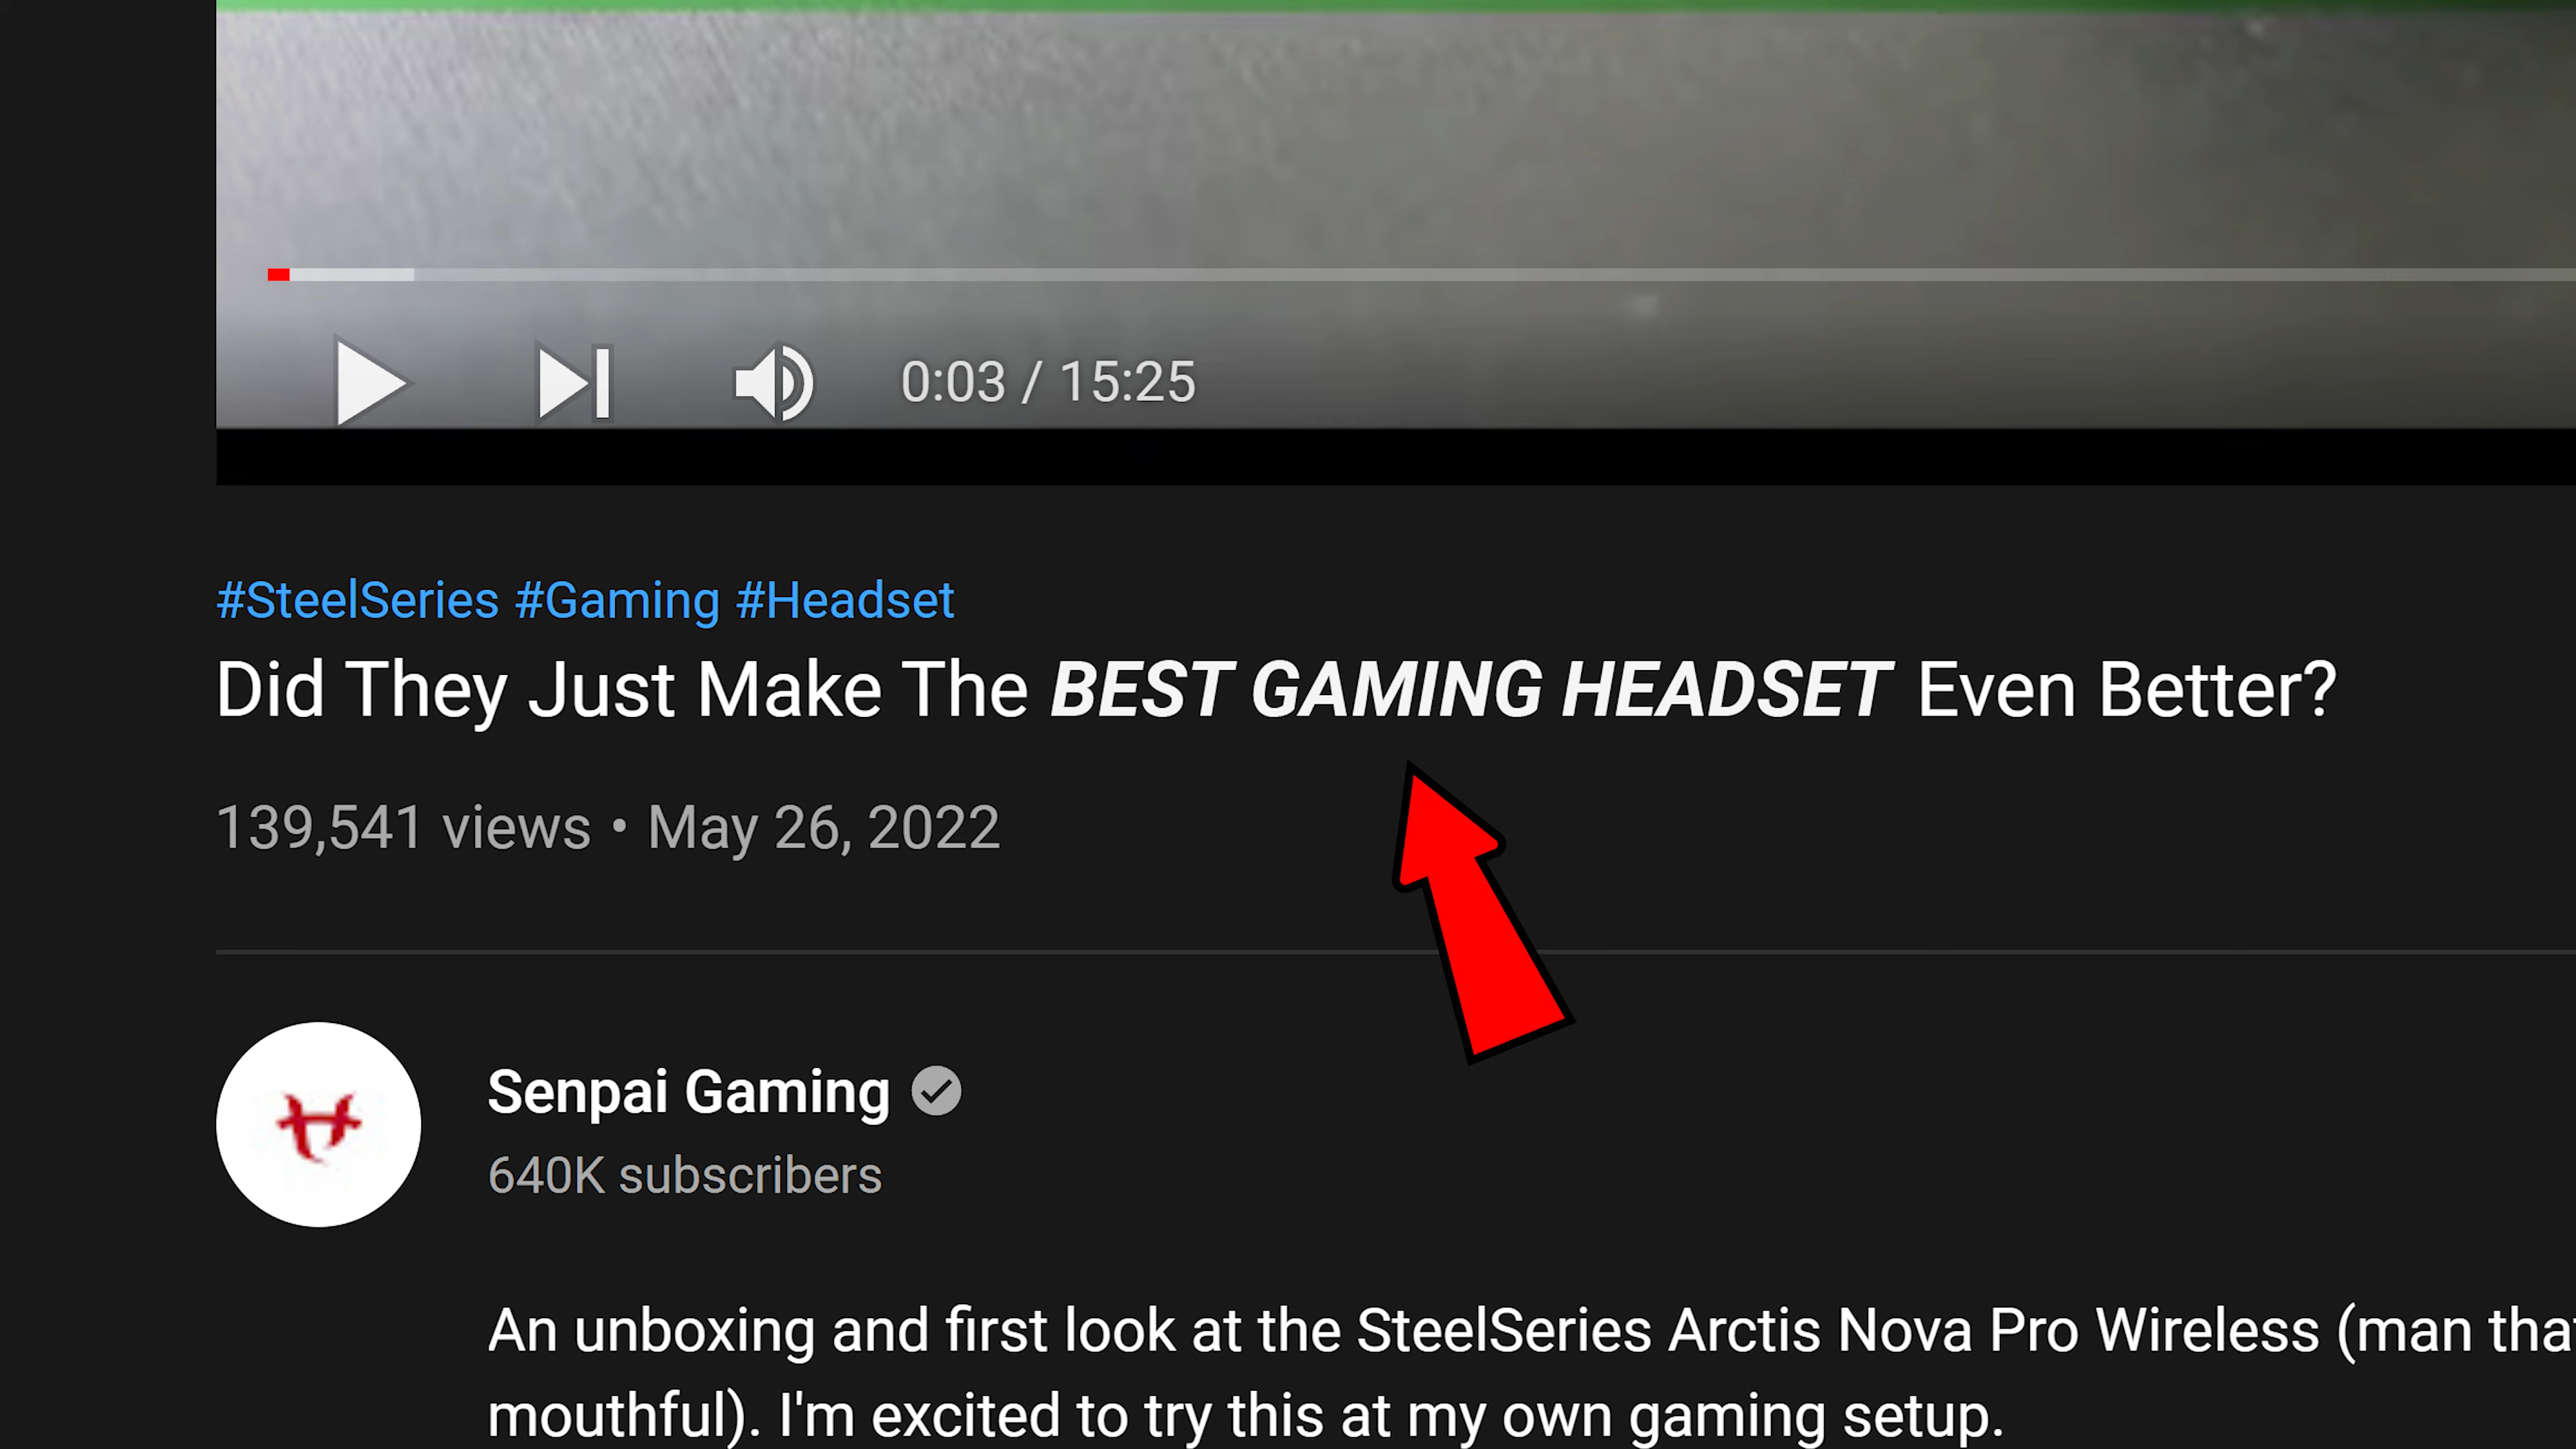 0:03 / 15:25
#SteelSeries #Gaming #Headset
Did They Just Make The BEST GAMING HEADSET Even Better?
139,541 views • May 26, 2022
Senpai Gaming
640K subscribers
An unboxing and first look at the SteelSeries Arctis Nova Pro Wireless (man that
mouthful). I'm excited to try this at my own gaming setup.